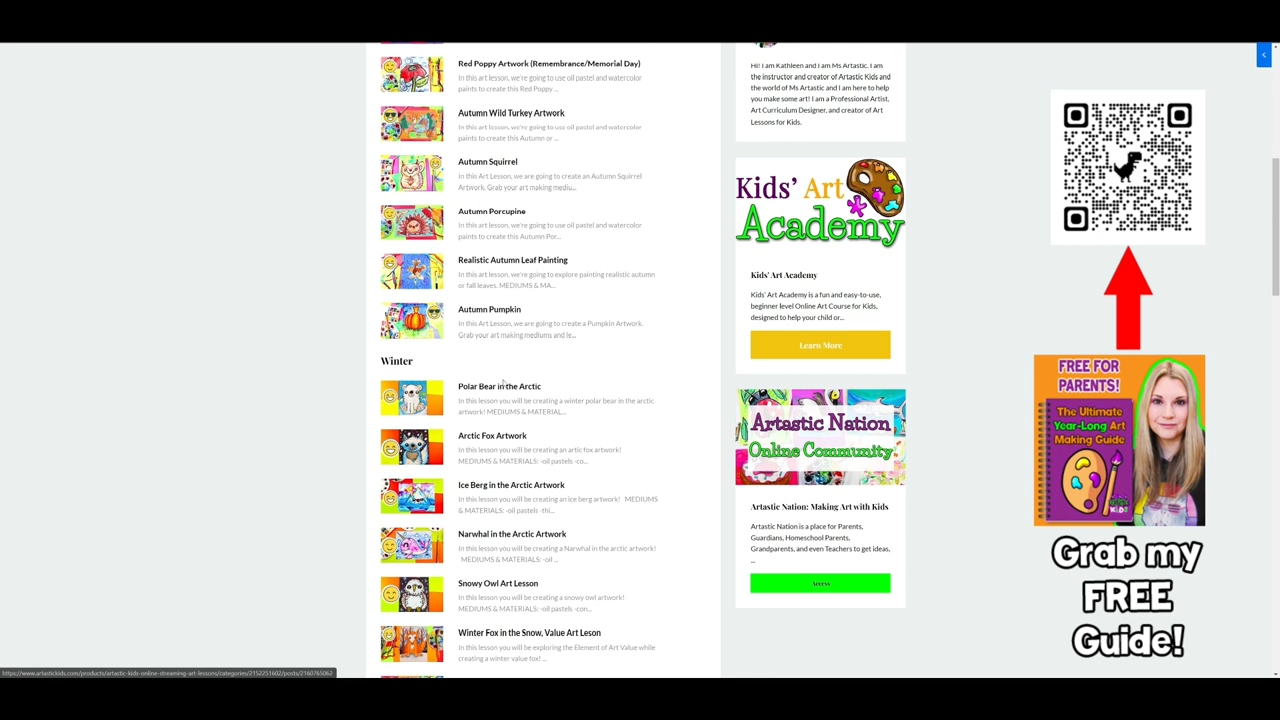 Red Poppy Artwork (Remembrance/Memorial Day)
In this art lesson, we're going to use oil pastel and watercolor
paints to create this Red Poppy ...
Autumn Wild Turkey Artwork
In this art lesson, we're going to use oil pastel and watercolor
paints to create this Autumn or ...
Autumn Squirrel
In this Art Lesson, we are going to create an Autumn Squirrel
Artwork. Grab your art making mediu...
Autumn Porcupine
In this art lesson, we're going to use oil pastel and watercolor
paints to create this Autumn Por...
Realistic Autumn Leaf Painting
In this art lesson, we're going to explore painting realistic autumn
or fall leaves. MEDIUMS & MA...
Autumn Pumpkin
In this Art Lesson, we are going to create a Pumpkin Artwork.
Grab your art making mediums and le...
Winter
Polar Bear in the Arctic
In this lesson you will be creating a winter polar bear in the arctic
artwork! MEDIUMS & MATERIAL...
Arctic Fox Artwork
In this lesson you will be creating an artic fox artwork!
MEDIUMS & MATERIALS: -oil pastels -co...
Ice Berg in the Arctic Artwork
In this lesson you will be creating an ice berg artwork! MEDIUMS
& MATERIALS: -oil pastels -thi...
Narwhal in the Arctic Artwork
In this lesson you will be creating a Narwhal in the arctic artwork!
MEDIUMS & MATERIALS: -oil ...
Snowy Owl Art Lesson
In this lesson you will be creating a snowy owl artwork!
MEDIUMS & MATERIALS: -oil pastels -con...
Winter Fox in the Snow, Value Art Leson
In this lesson you will be exploring the Element of Art Value while
creating a winter value fox! ...
Hi! I am Kathleen and I am Ms Artastic. I am
the instructor and creator of Artastic Kids and
the world of Ms Artastic and I am here to help
you make some art! I am a Professional Artist,
Art Curriculum Designer, and creator of Art
Lessons for Kids.
Kids' Art
Academy
Kids' Art Academy
Kids' Art Academy is a fun and easy-to-use,
beginner level Online Art Course for Kids,
designed to help your child or...
Learn More
Artastic Nation
Online Community
Artastic Nation: Making Art with Kids
Artastic Nation is a place for Parents,
Guardians, Homeschool Parents,
Grandparents, and even Teachers to get ideas,
...
Access
<
FREE FOR
PARENTS!
The Ultimate
Year-Long Art
Making Guide
Grab my
FREE
Guide!
https://www.artastickids.com/products/artastic-kids-online-streaming-art-lessons/categories/2152251602/posts/2160765062